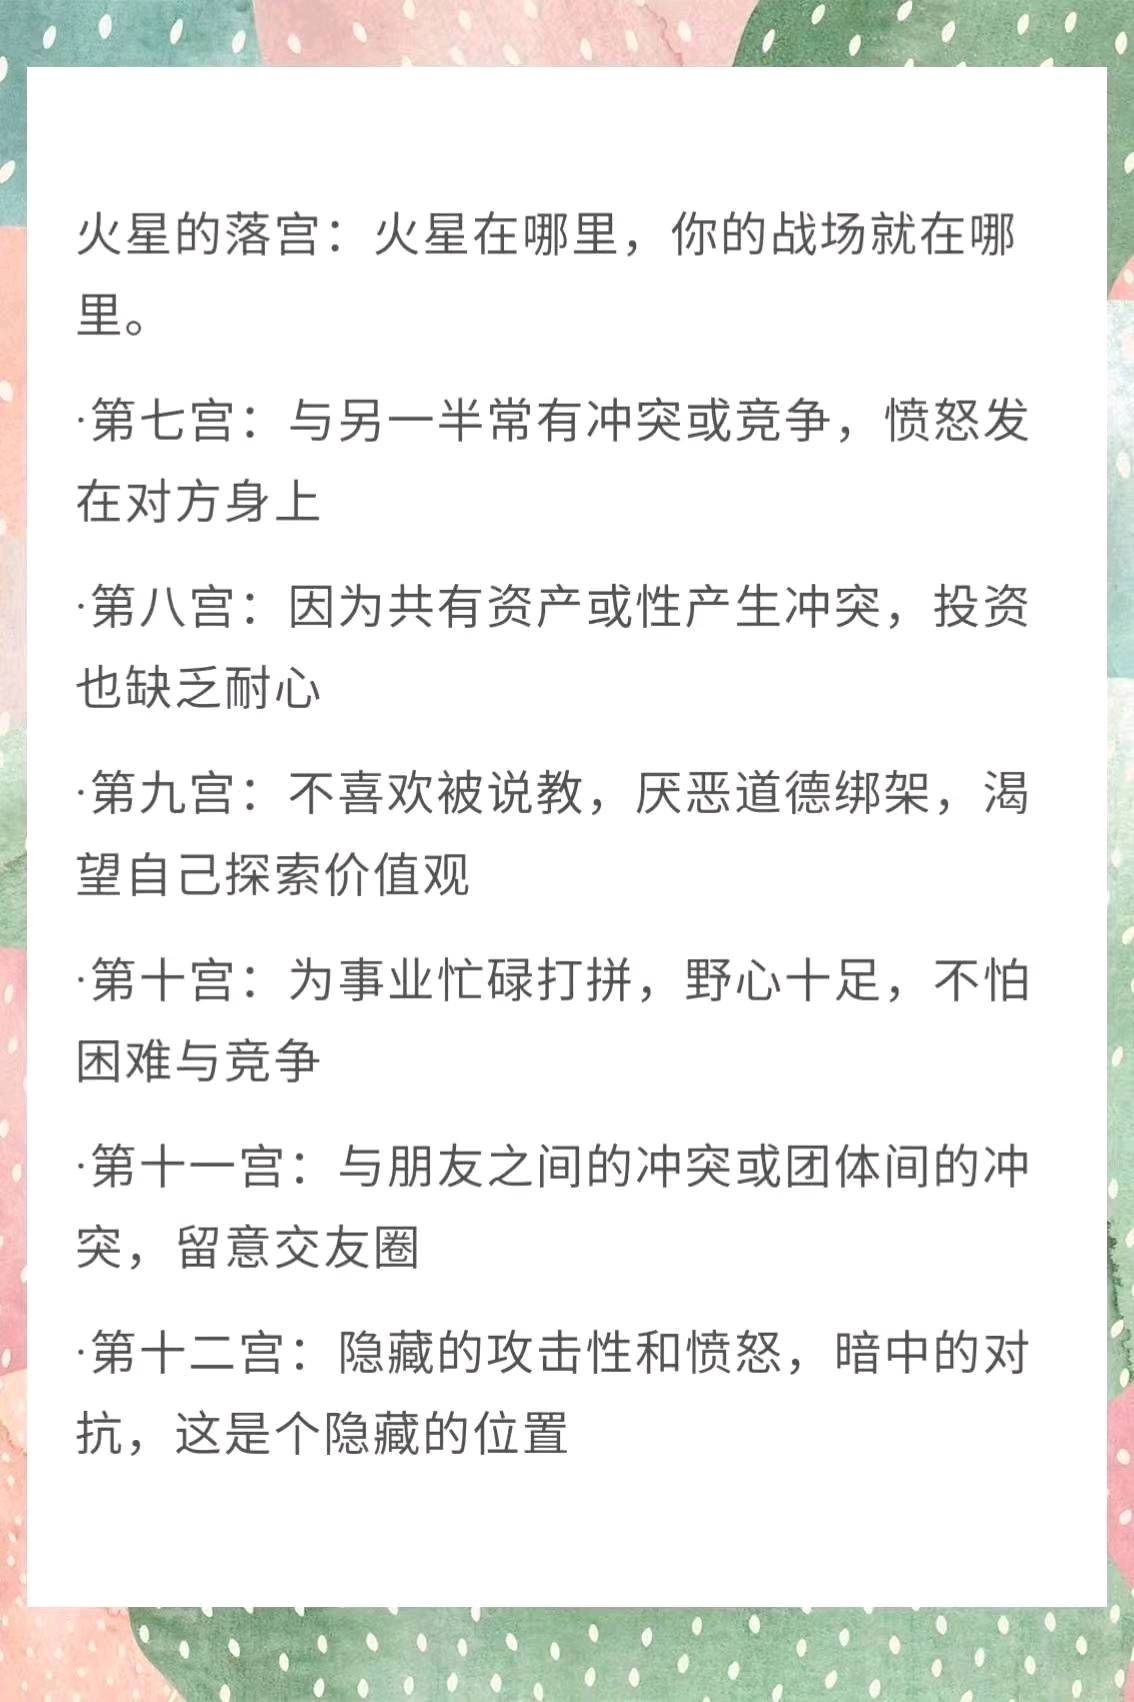 火星的落宫：火星在哪里，你的战场就在哪
里。
·第七宫：与另一半常有冲突或竞争，愤怒发
在对方身上
·第八宫：因为共有资产或性产生冲突，投资
也缺乏耐心
·第九宫：不喜欢被说教，厌恶道德绑架，渴
望自己探索价值观
·第十宫：为事业忙碌打拼，野心十足，不怕
困难与竞争
·第十一宫：与朋友之间的冲突或团体间的冲
突，留意交友圈
·第十二宫：隐藏的攻击性和愤怒，暗中的对
抗，这是个隐藏的位置